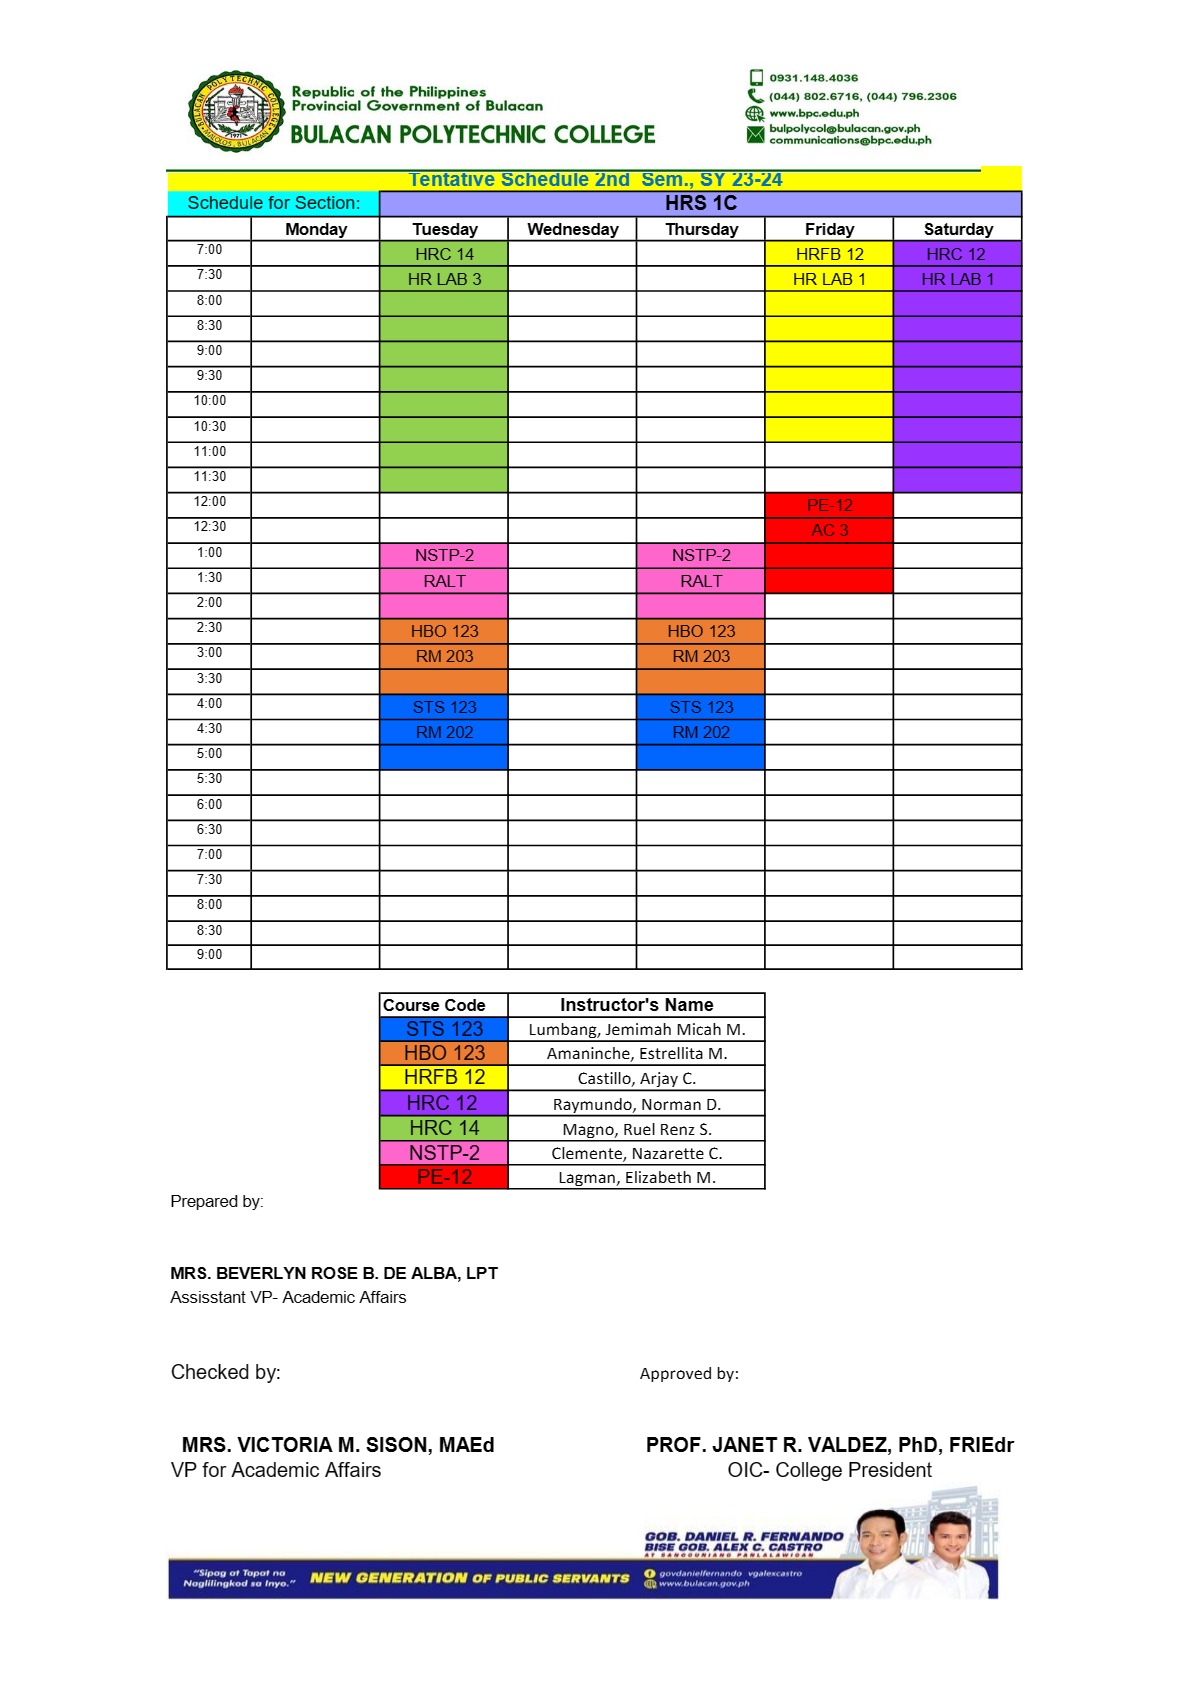 BULACAN POLYTECHNIC COLLEGE
MALOLOS, BULACAN
1971
Republic of the Philippines
Provincial Government of Bulacan
BULACAN POLYTECHNIC COLLEGE
0931.148.4036
(044) 802.6716, (044) 796.2306
www.bpc.edu.ph
bulpolycol@bulacan.gov.ph
communications@bpc.edu.ph
Tentative Schedule 2nd Sem., SY 23-24
Schedule for Section: HRS 1C
Monday Tuesday Wednesday Thursday Friday Saturday
7:00 HRC 14 HRFB 12 HRC 12
7:30 HR LAB 3 HR LAB 1 HR LAB 1
8:00
8:30
9:00
9:30
10:00
10:30
11:00
11:30
12:00 PE-12
12:30 AC 3
1:00 NSTP-2 NSTP-2
1:30 RALT RALT
2:00
2:30 HBO 123 HBO 123
3:00 RM 203 RM 203
3:30
4:00 STS 123 STS 123
4:30 RM 202 RM 202
5:00
5:30
6:00
6:30
7:00
7:30
8:00
8:30
9:00
Course Code Instructor's Name
STS 123 Lumbang, Jemimah Micah M.
HBO 123 Amaninche, Estrellita M.
HRFB 12 Castillo, Arjay C.
HRC 12 Raymundo, Norman D.
HRC 14 Magno, Ruel Renz S.
NSTP-2 Clemente, Nazarette C.
PE-12 Lagman, Elizabeth M.
Prepared by:
MRS. BEVERLYN ROSE B. DE ALBA, LPT
Assisstant VP- Academic Affairs
Checked by: Approved by:
MRS. VICTORIA M. SISON, MAEd PROF. JANET R. VALDEZ, PhD, FRIEdr
VP for Academic Affairs OIC- College President
GOB. DANIEL R. FERNANDO
BISE GOB. ALEX C. CASTRO
AT SANGGUNIANG PANLALAWIGAN
"Sipag at Tapat na
Naglilingkod sa Inyo."
NEW GENERATION OF PUBLIC SERVANTS
govdanielfernando vgalexcastro
www.bulacan.gov.ph